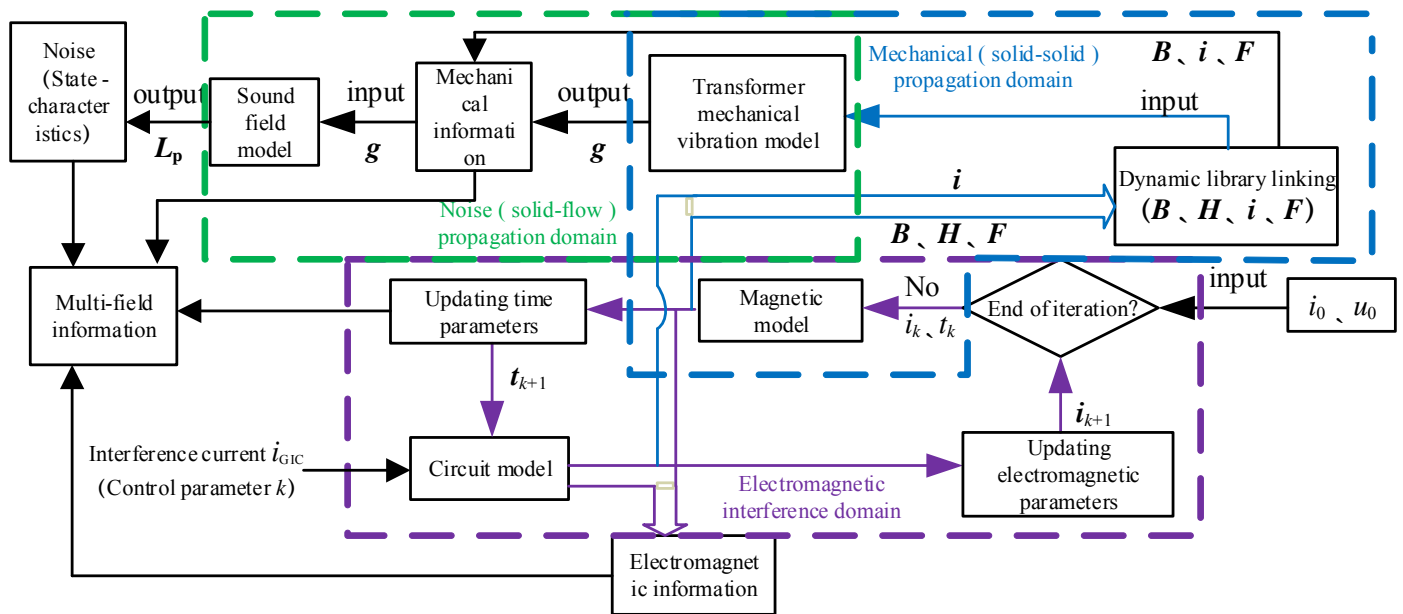 Noise
(State-
character
istics)
output
Lp
Sound
field
model
input
g
Mechan
ical
informati
on
output
g
Transformer
mechanical
vibration model
Mechanical ( solid-solid )
propagation domain
B、i、F
input
Dynamic library linking
(B、H、i、F)
i
B、H、F
Noise ( solid-flow )
propagation domain
Multi-field
information
Updating time
parameters
Magnetic
model
No
ik、tk
End of iteration?
input
i0、u0
tk+1
ik+1
Interference current iGIC
(Control parameter k)
Circuit model
Electromagnetic
interference domain
Updating
electromagnetic
parameters
Electromagnet
ic information